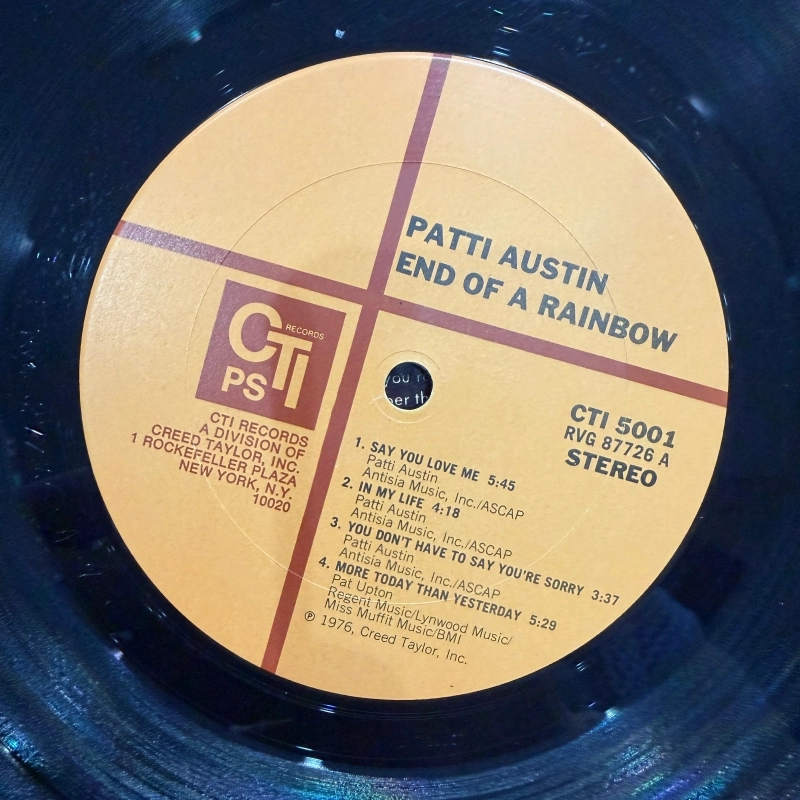 PATTI AUSTIN
END OF A RAINBOW
CTI
RECORDS
PS
CTI RECORDS
A DIVISION OF
CREED TAYLOR, INC.
1 ROCKEFELLER PLAZA
NEW YORK, N.Y.
10020
CTI 5001
RVG 87726 A
STEREO
1. SAY YOU LOVE ME 5:45
Patti Austin
Antisia Music, Inc./ASCAP
2. IN MY LIFE 4:18
Patti Austin
Antisia Music, Inc./ASCAP
3. YOU DON'T HAVE TO SAY YOU'RE SORRY 3:37
Patti Austin
Antisia Music, Inc./ASCAP
4. MORE TODAY THAN YESTERDAY 5:29
Pat Upton
Regent Music/Lynwood Music/
Miss Muffit Music/BMI
℗ 1976, Creed Taylor, Inc.